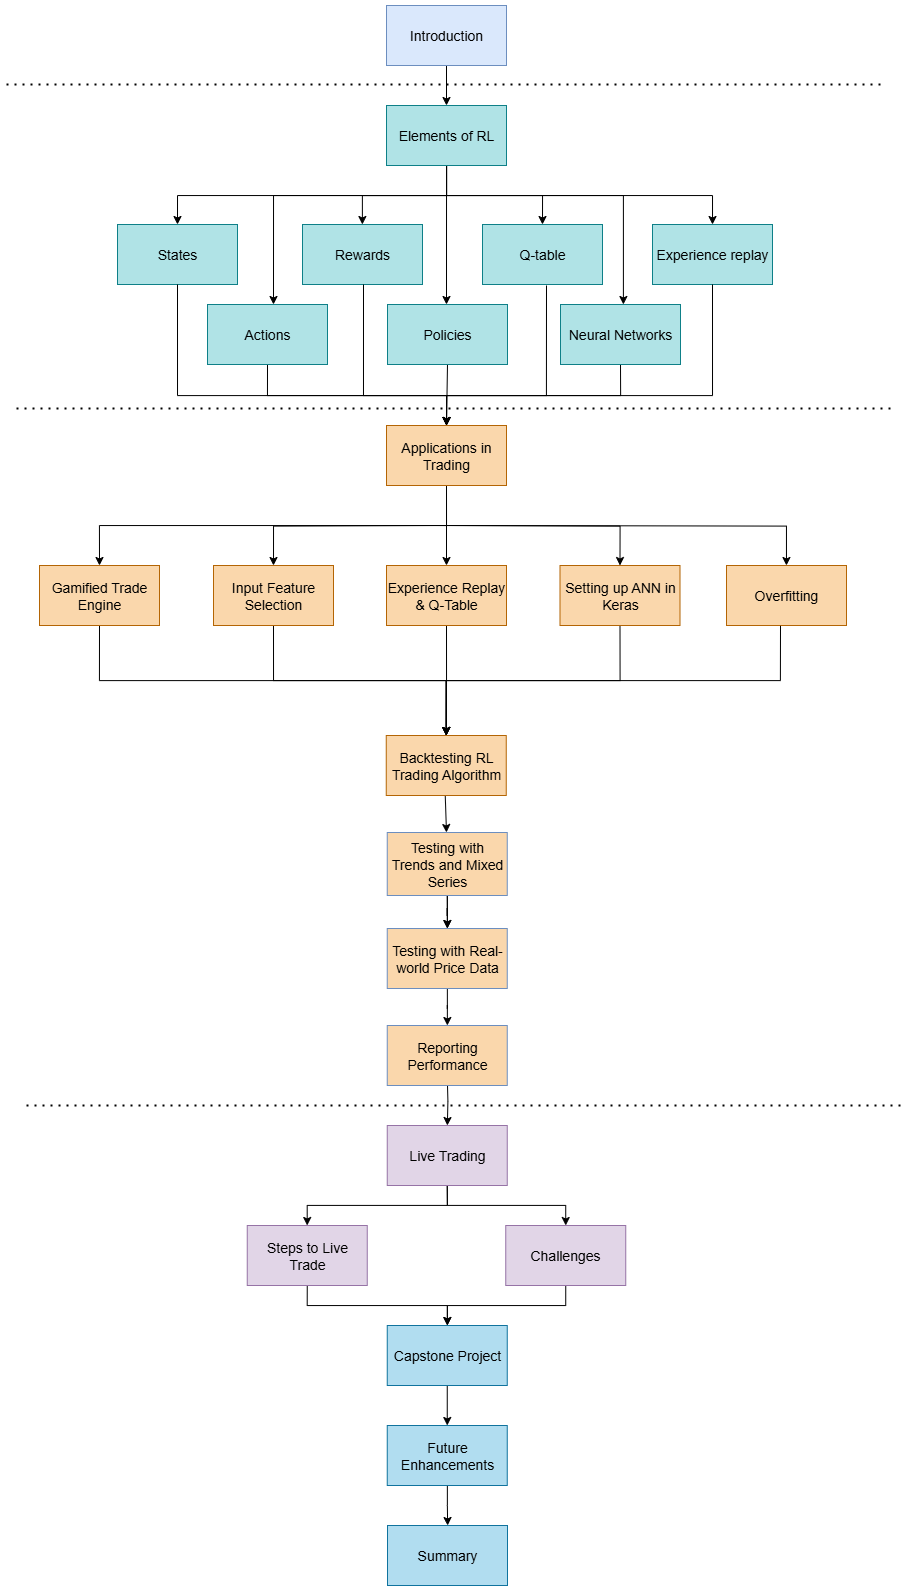 Introduction
Elements of RL
States
Rewards
Q-table
Experience replay
Actions
Policies
Neural Networks
Applications in
Trading
Gamified Trade
Engine
Input Feature
Selection
Experience Replay
& Q-Table
Setting up ANN in
Keras
Overfitting
Backtesting RL
Trading Algorithm
Testing with
Trends and Mixed
Series
Testing with Real-
world Price Data
Reporting
Performance
Live Trading
Steps to Live
Trade
Challenges
Capstone Project
Future
Enhancements
Summary